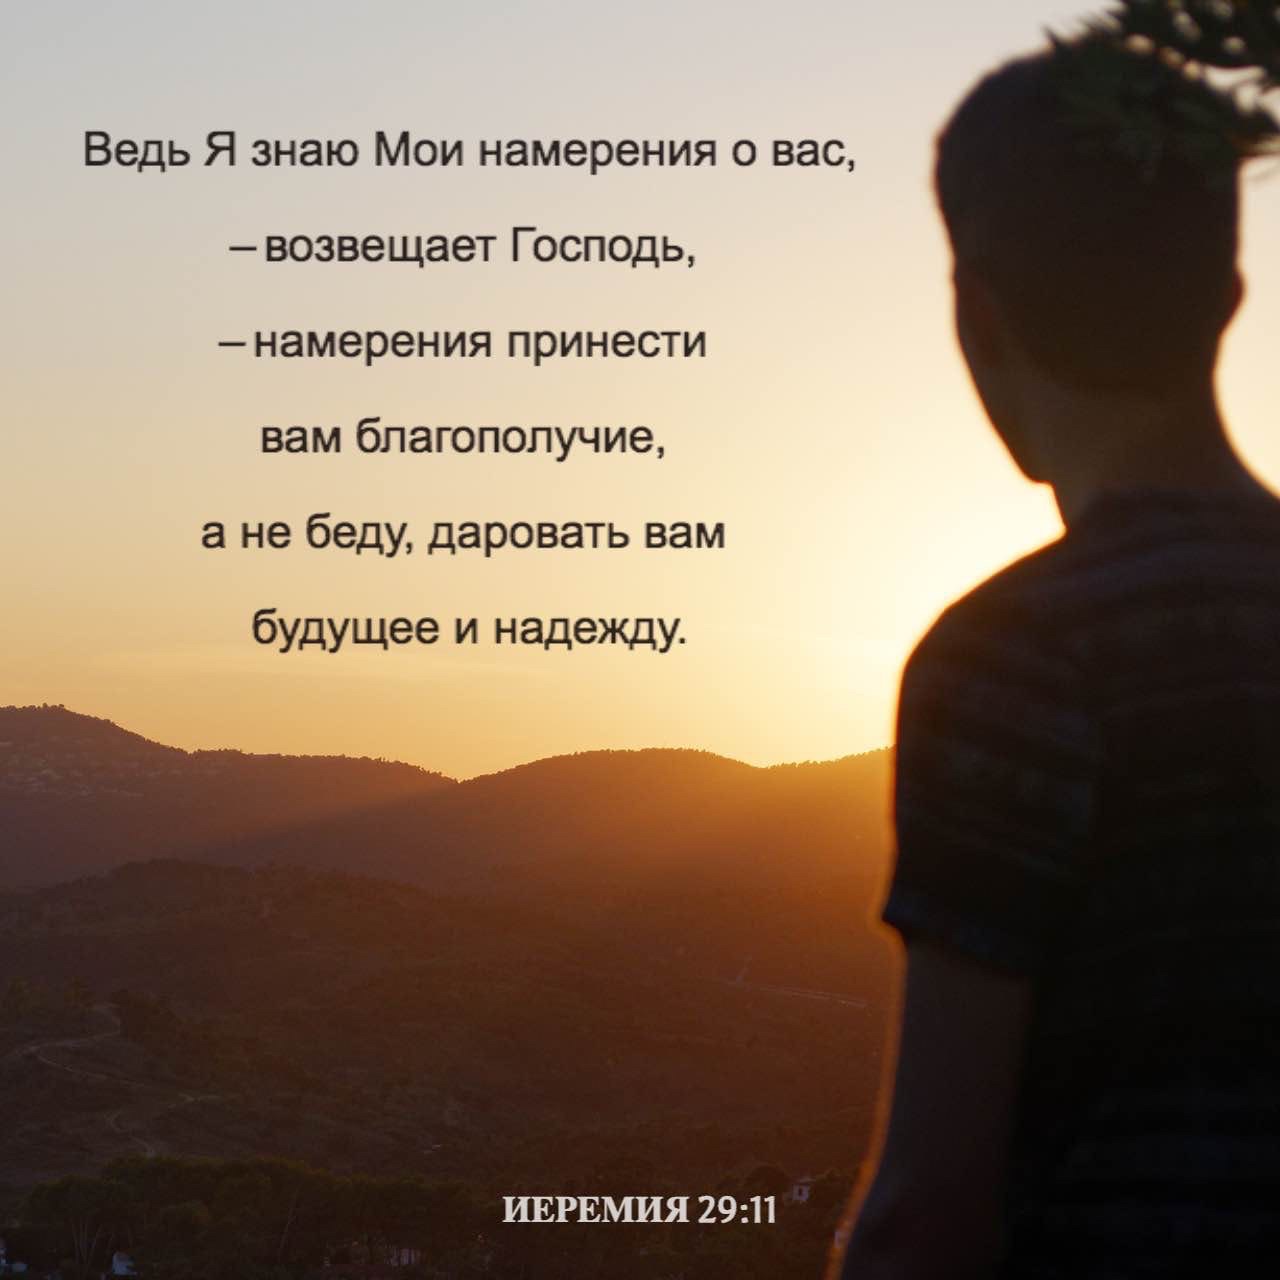 Ведь Я знаю Мои намерения о вас,
– возвещает Господь,
– намерения принести
вам благополучие,
а не беду, даровать вам
будущее и надежду.
ИЕРЕМИЯ 29:11